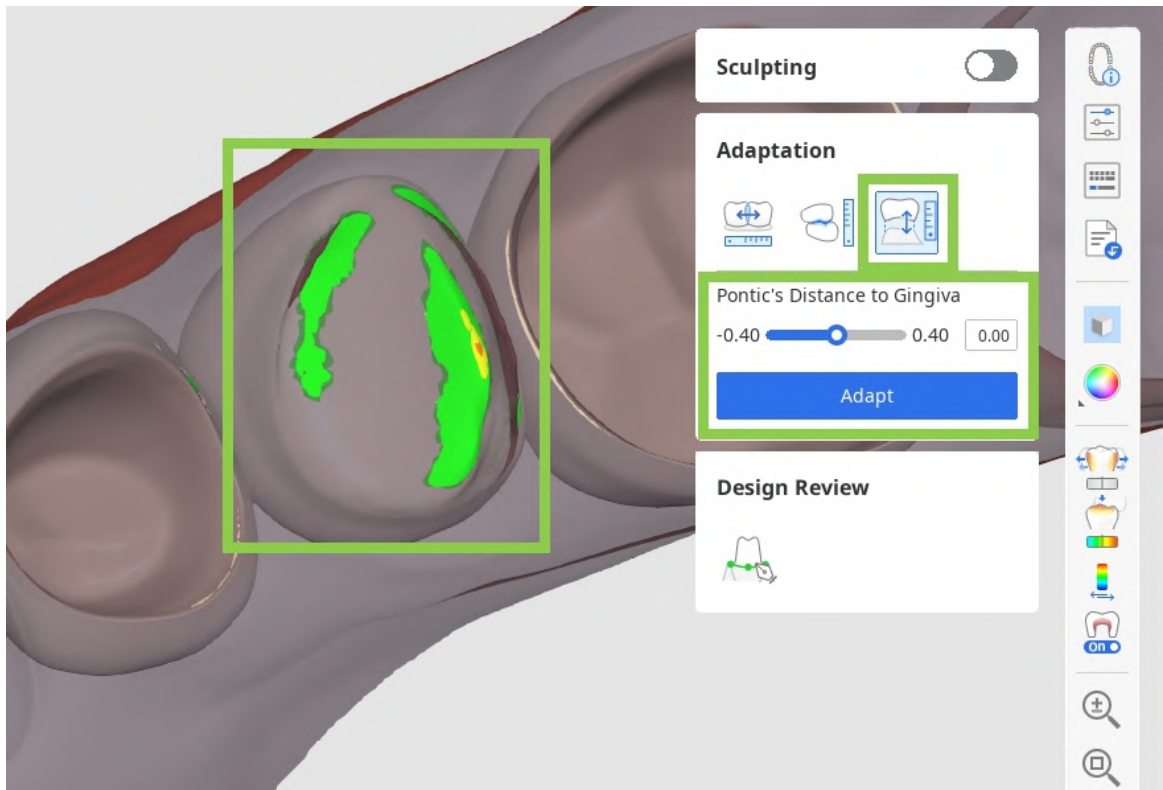 Sculpting
Adaptation
Pontic's Distance to Gingiva
-0.40 0.40 0.00
Adapt
Design Review
On